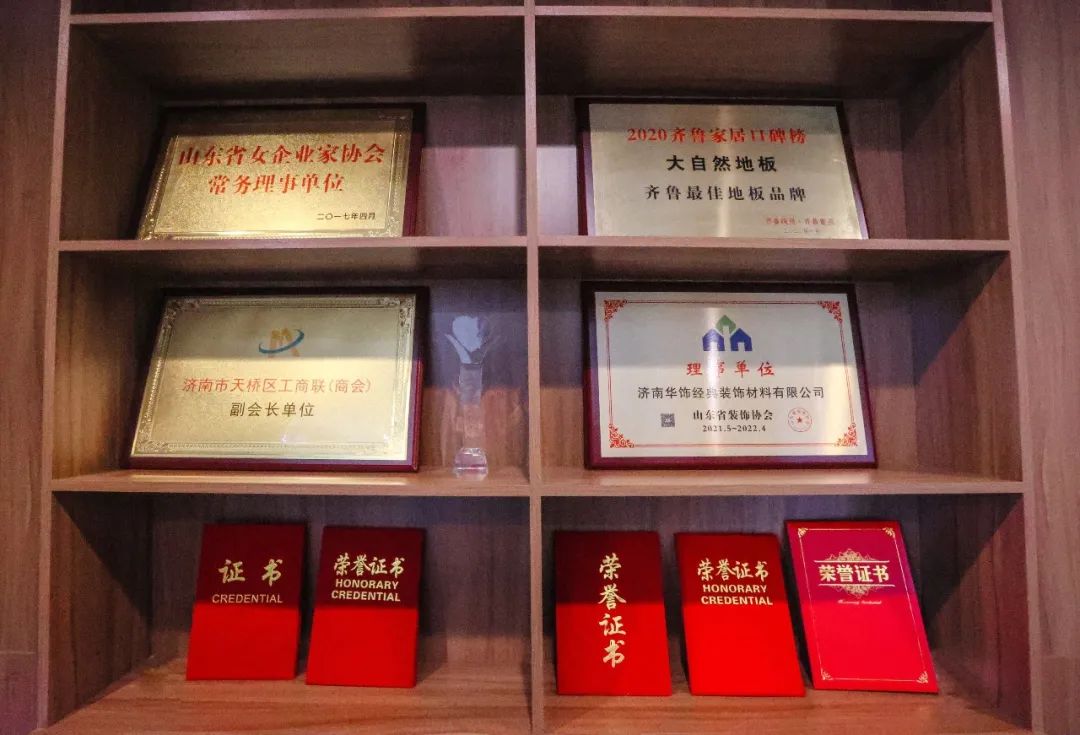 山东省女企业家协会
常务理事单位
二〇一七年四月
2020齐鲁家居口碑榜
大自然地板
齐鲁最佳地板品牌
济南市天桥区工商联(商会)
副会长单位
理事单位
济南华饰经典装饰材料有限公司
山东省装饰协会
2021.5~2022.4
证书
CREDENTIAL
荣誉证书
HONORARY
CREDENTIAL
荣誉证书
荣誉证书
HONORARY
CREDENTIAL
荣誉证书